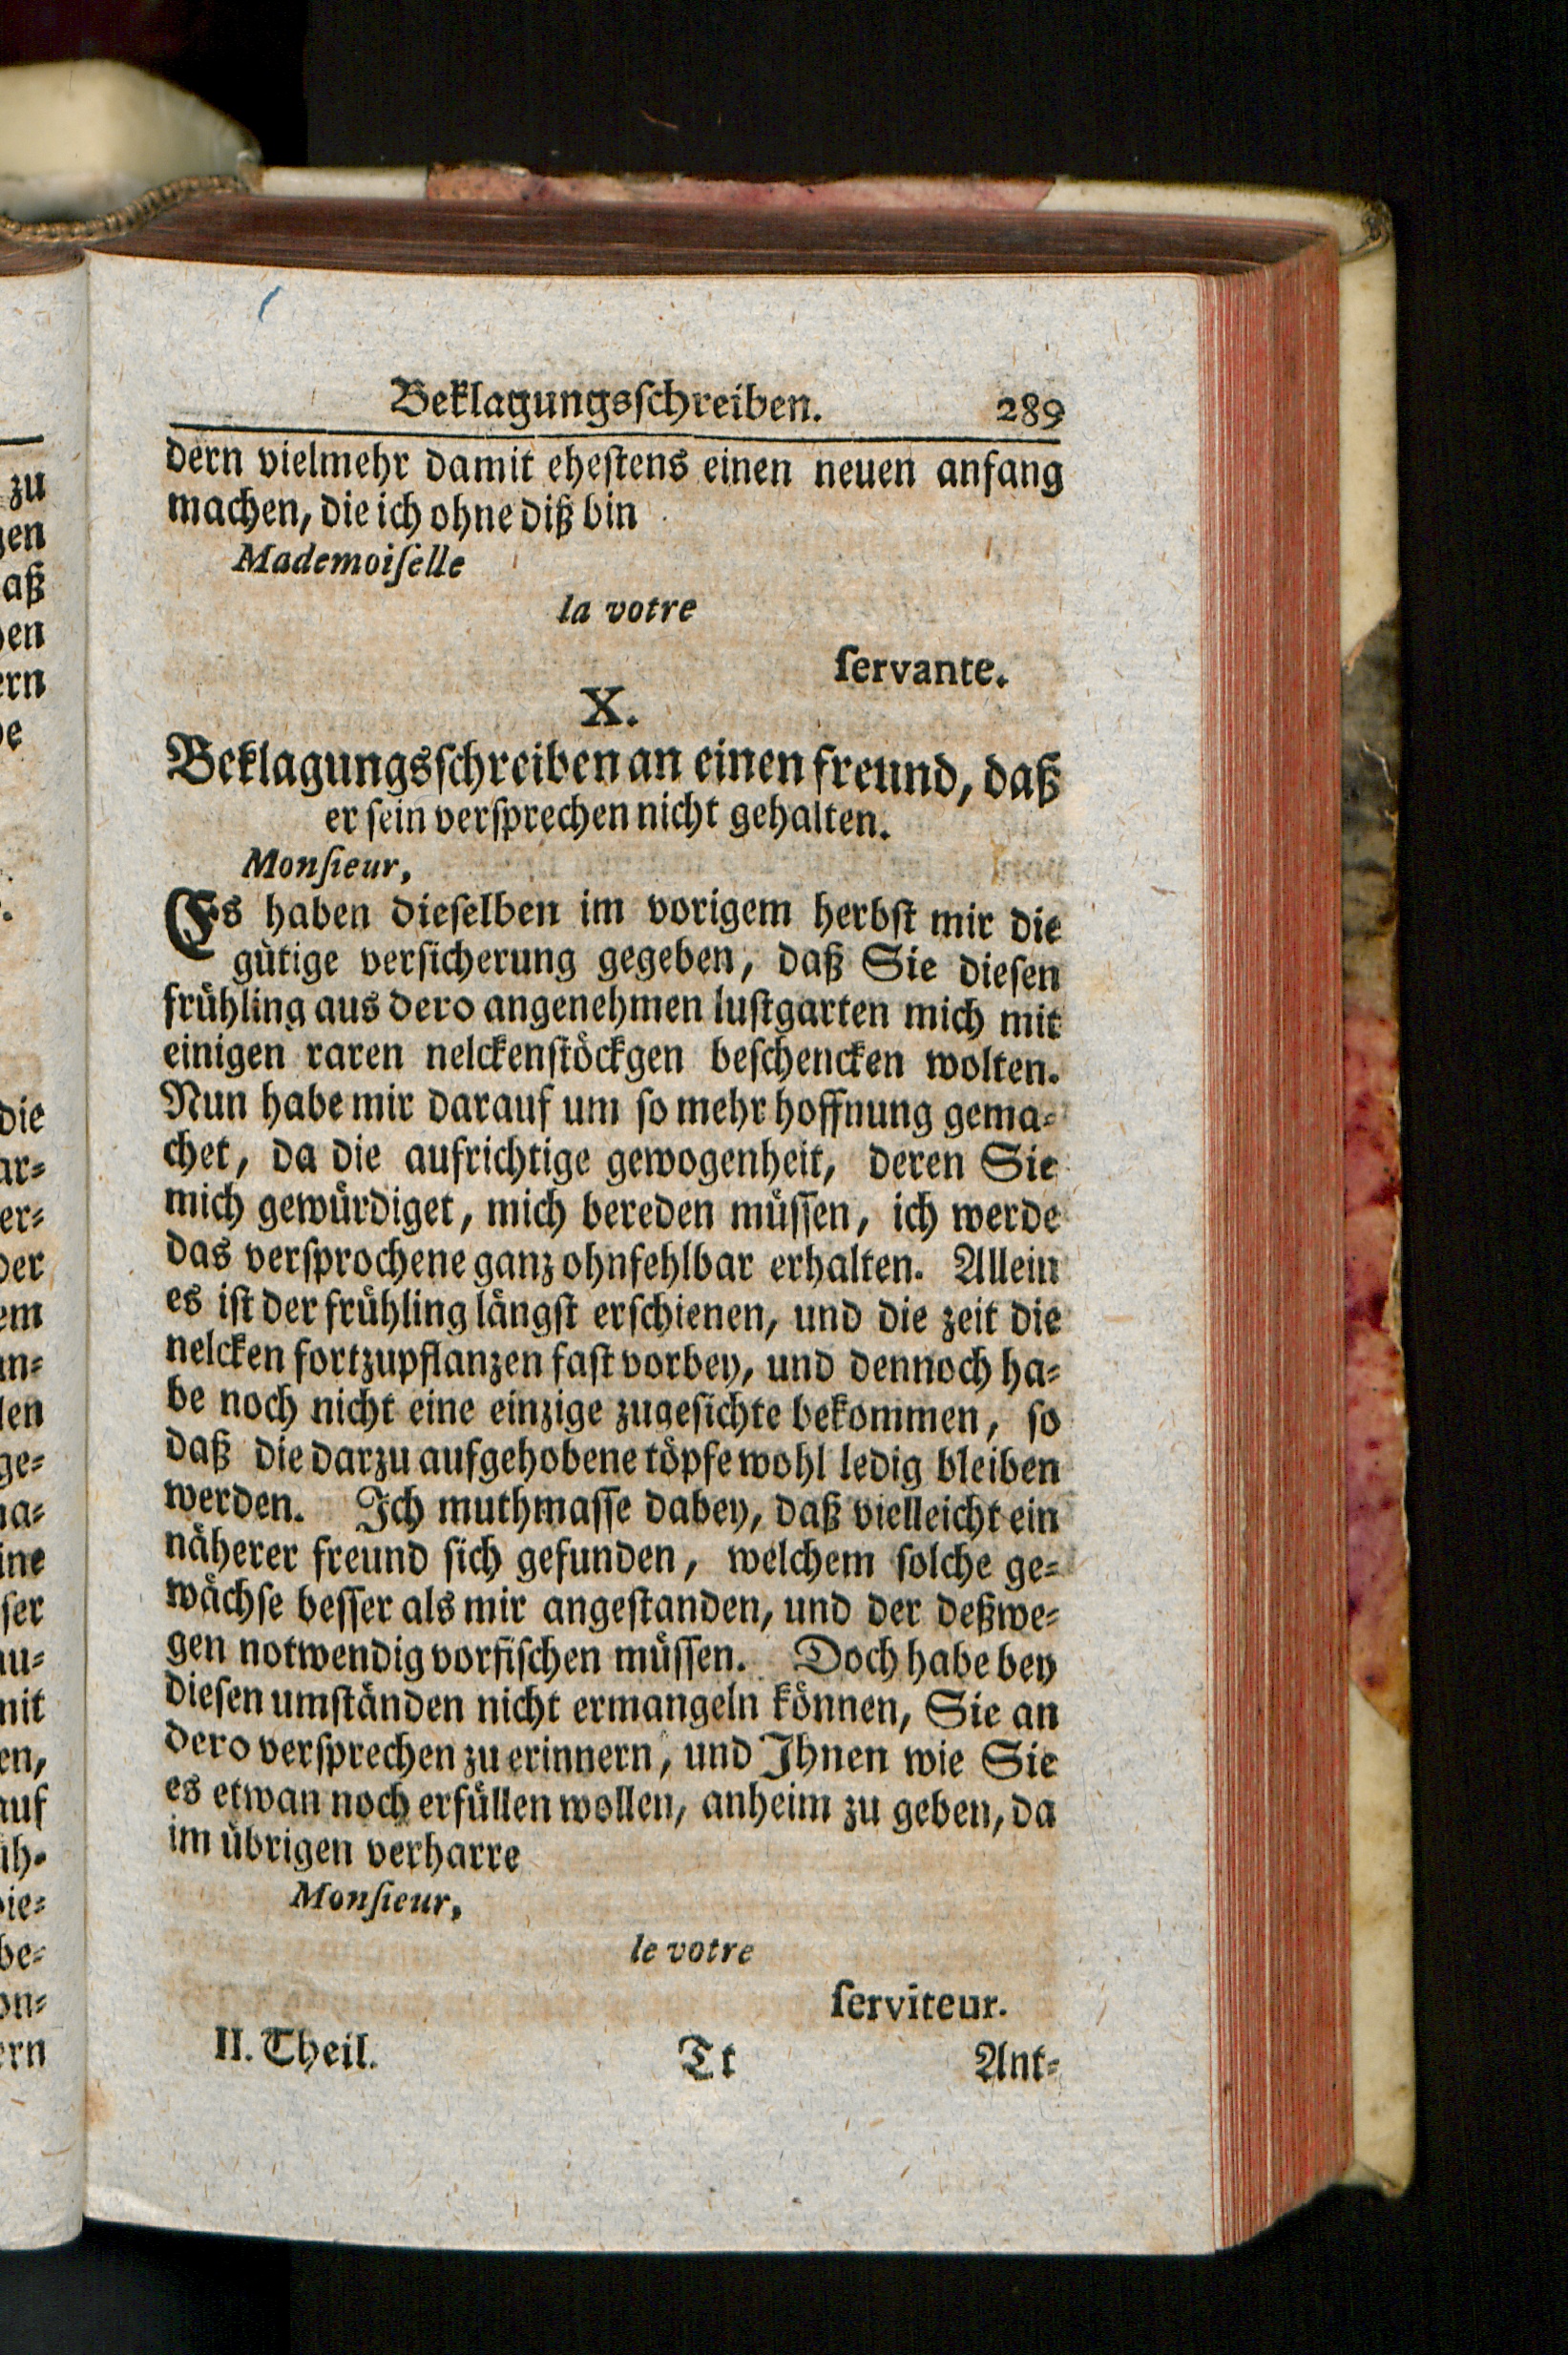 Beklagungsſchreiben. 289
dern vielmehr damit eheſtens einen neuen anfang
machen, die ich ohne diß bin
Mademoiſelle
la votre
ſervante.
X.
Beklagungsſchreiben an einen freund, daß
er ſein verſprechen nicht gehalten.
Monſieur,
Es haben dieſelben im vorigem herbſt mir die
gütige verſicherung gegeben, daß Sie dieſen
frühling aus dero angenehmen luſtgarten mich mit
einigen raren nelckenſtöckgen beſchencken wolten.
Nun habe mir darauf um ſo mehr hoffnung gema-
chet, da die aufrichtige gewogenheit, deren Sie
mich gewürdiget, mich bereden müſſen, ich werde
das verſprochene ganz ohnfehlbar erhalten. Allein
es iſt der frühling längſt erſchienen, und die zeit die
nelcken fortzupflanzen faſt vorbey, und dennoch ha-
be noch nicht eine einzige zugeſichte bekommen, ſo
daß die darzu aufgehobene töpfe wohl ledig bleiben
werden. Ich muthmaſſe dabey, daß vielleicht ein
näherer freund ſich gefunden, welchem ſolche ge-
wächſe beſſer als mir angeſtanden, und der deßwe-
gen notwendig vorfiſchen müſſen. Doch habe bey
dieſen umſtänden nicht ermangeln können, Sie an
dero verſprechen zu erinnern, und Ihnen wie Sie
es etwan noch erfüllen wollen, anheim zu geben, da
im übrigen verharre
Monſieur,
le votre
ſerviteur.
II. Theil. Tt Ant-